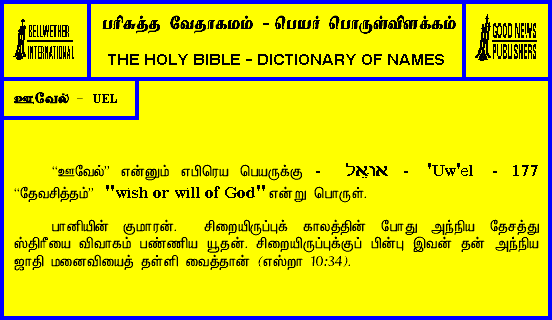 BELLWETHER
INTERNATIONAL
பரிசுத்த வேதாகமம் - பெயர் பொருள்விளக்கம்
THE HOLY BIBLE - DICTIONARY OF NAMES
GOOD NEWS
PUBLISHERS
ஊவேல் - UEL
“ஊவேல்” என்னும் எபிரெய பெயருக்கு - אוּאֵל - 'Uw'el - 177
“தேவசித்தம்” "wish or will of God" என்று பொருள்.
பானியின் குமாரன். சிறையிருப்புக் காலத்தின் போது அந்நிய தேசத்து
ஸ்திரீயை விவாகம் பண்ணிய யூதன். சிறையிருப்புக்குப் பின்பு இவன் தன் அந்நிய
ஜாதி மனைவியைத் தள்ளி வைத்தான் (எஸ்றா 10:34).